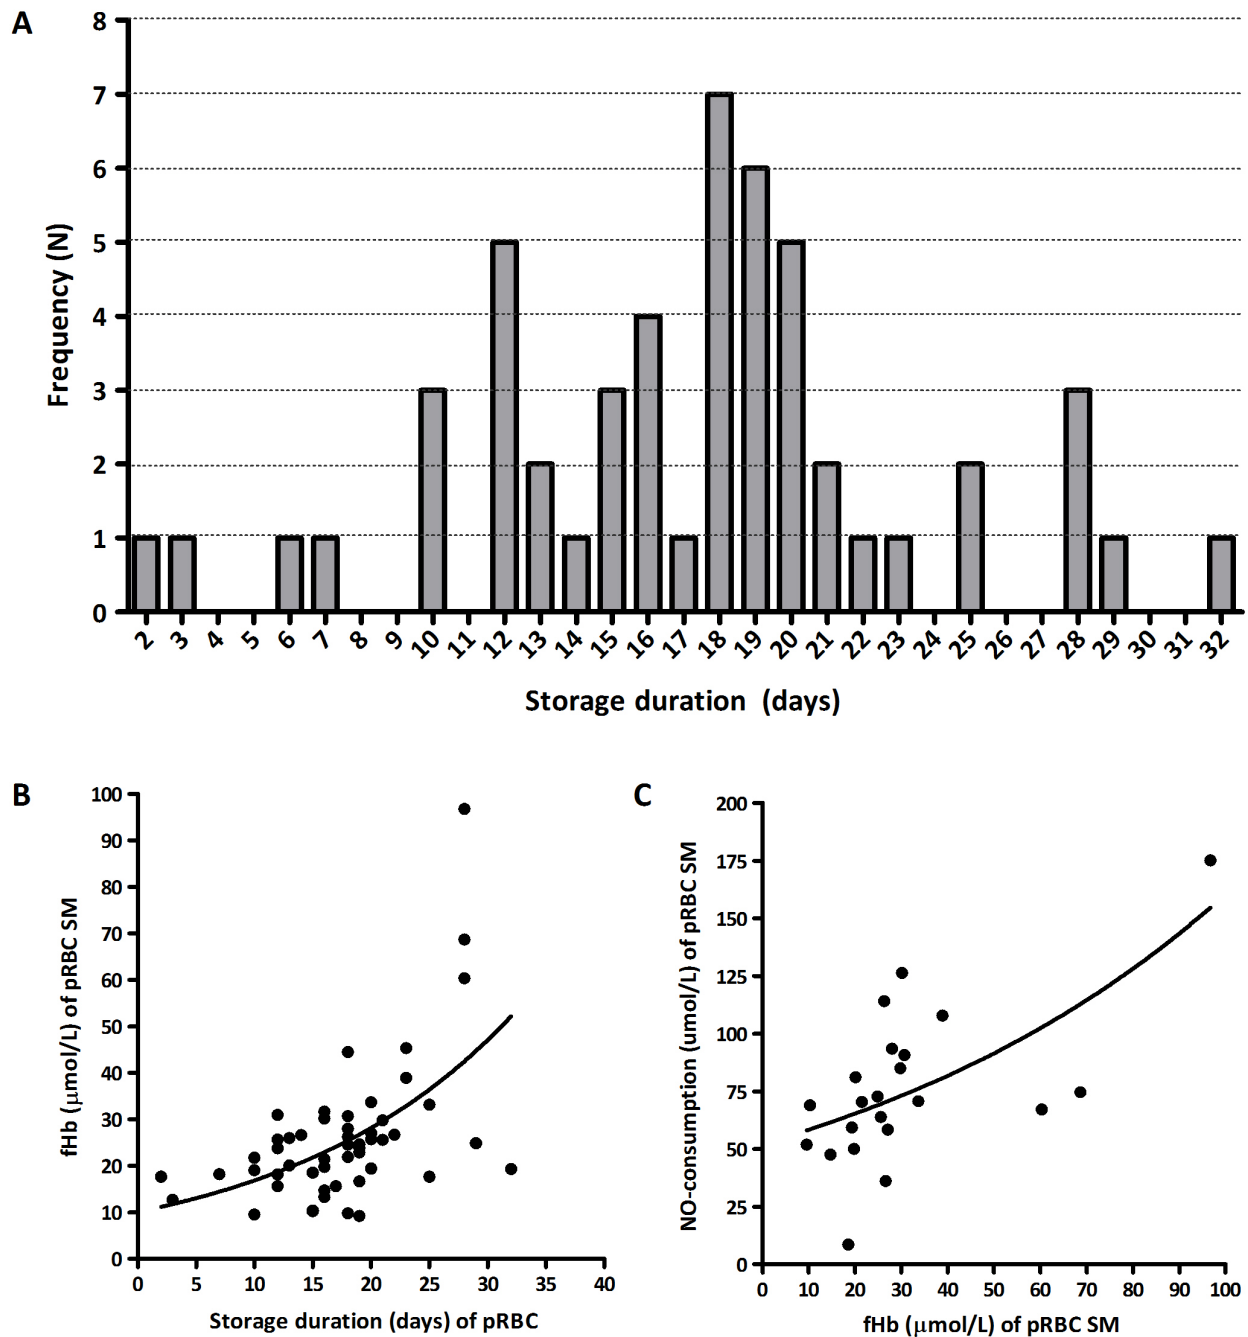 A
8
7
6
5
4
3
2
1
0
Frequency (N)
2 3 4 5 6 7 8 9 10 11 12 13 14 15 16 17 18 19 20 21 22 23 24 25 26 27 28 29 30 31 32
Storage duration (days)
B
100
90
80
70
60
50
40
30
20
10
0
fHb (μmol/L) of pRBC SM
0 5 10 15 20 25 30 35 40
Storage duration (days) of pRBC
C
200
175
150
125
100
75
50
25
0
NO-consumption (umol/L) of pRBC SM
0 10 20 30 40 50 60 70 80 90 100
fHb (μmol/L) of pRBC SM